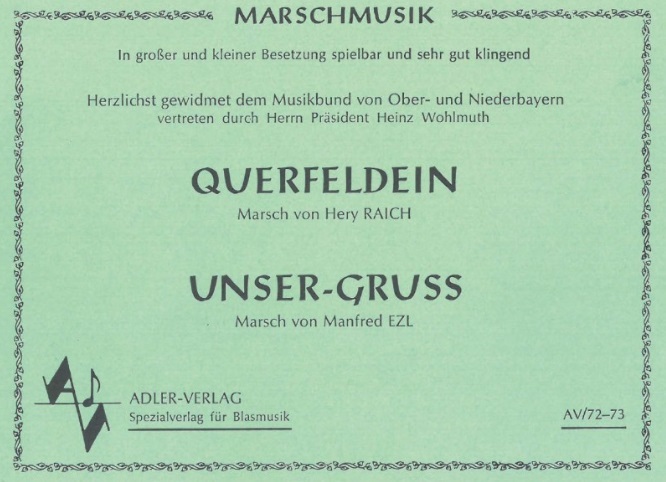 MARSCHMUSIK
In großer und kleiner Besetzung spielbar und sehr gut klingend
Herzlichst gewidmet dem Musikbund von Ober- und Niederbayern
vertreten durch Herrn Präsident Heinz Wohlmuth
QUERFELDEIN
Marsch von Hery RAICH
UNSER-GRUSS
Marsch von Manfred EZL
AV
ADLER-VERLAG
Spezialverlag für Blasmusik
AV/72–73